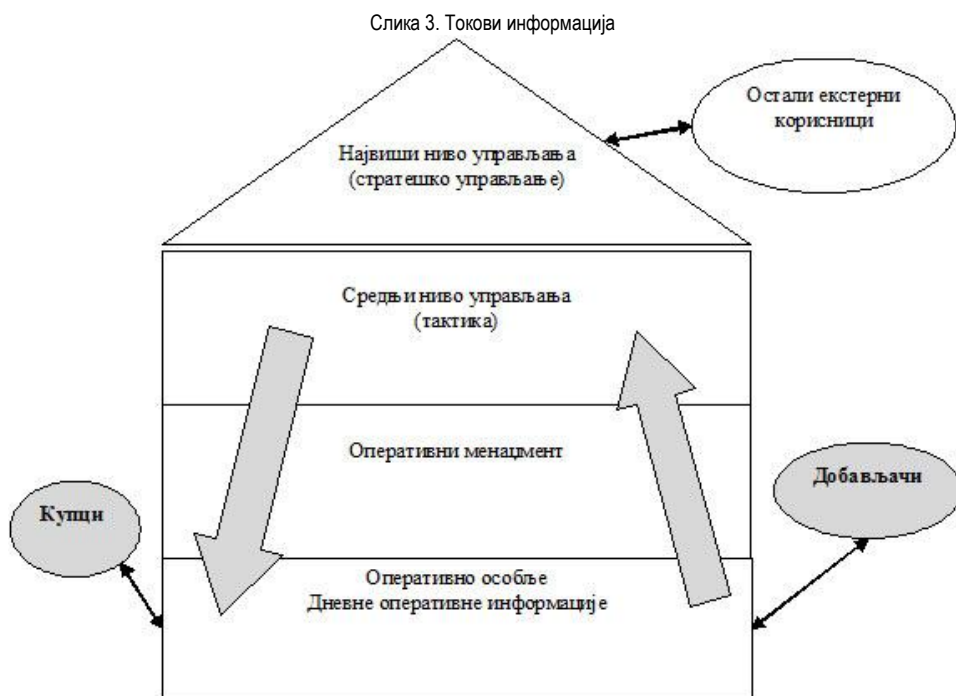 Слика 3. Токови информација
Остали екстерни
корисници
Највиши ниво управљања
(стратешко управљање)
Средњи ниво управљања
(тактика)
Оперативни менаџмент
Добављачи
Купци
Оперативно особље
Дневне оперативне информације